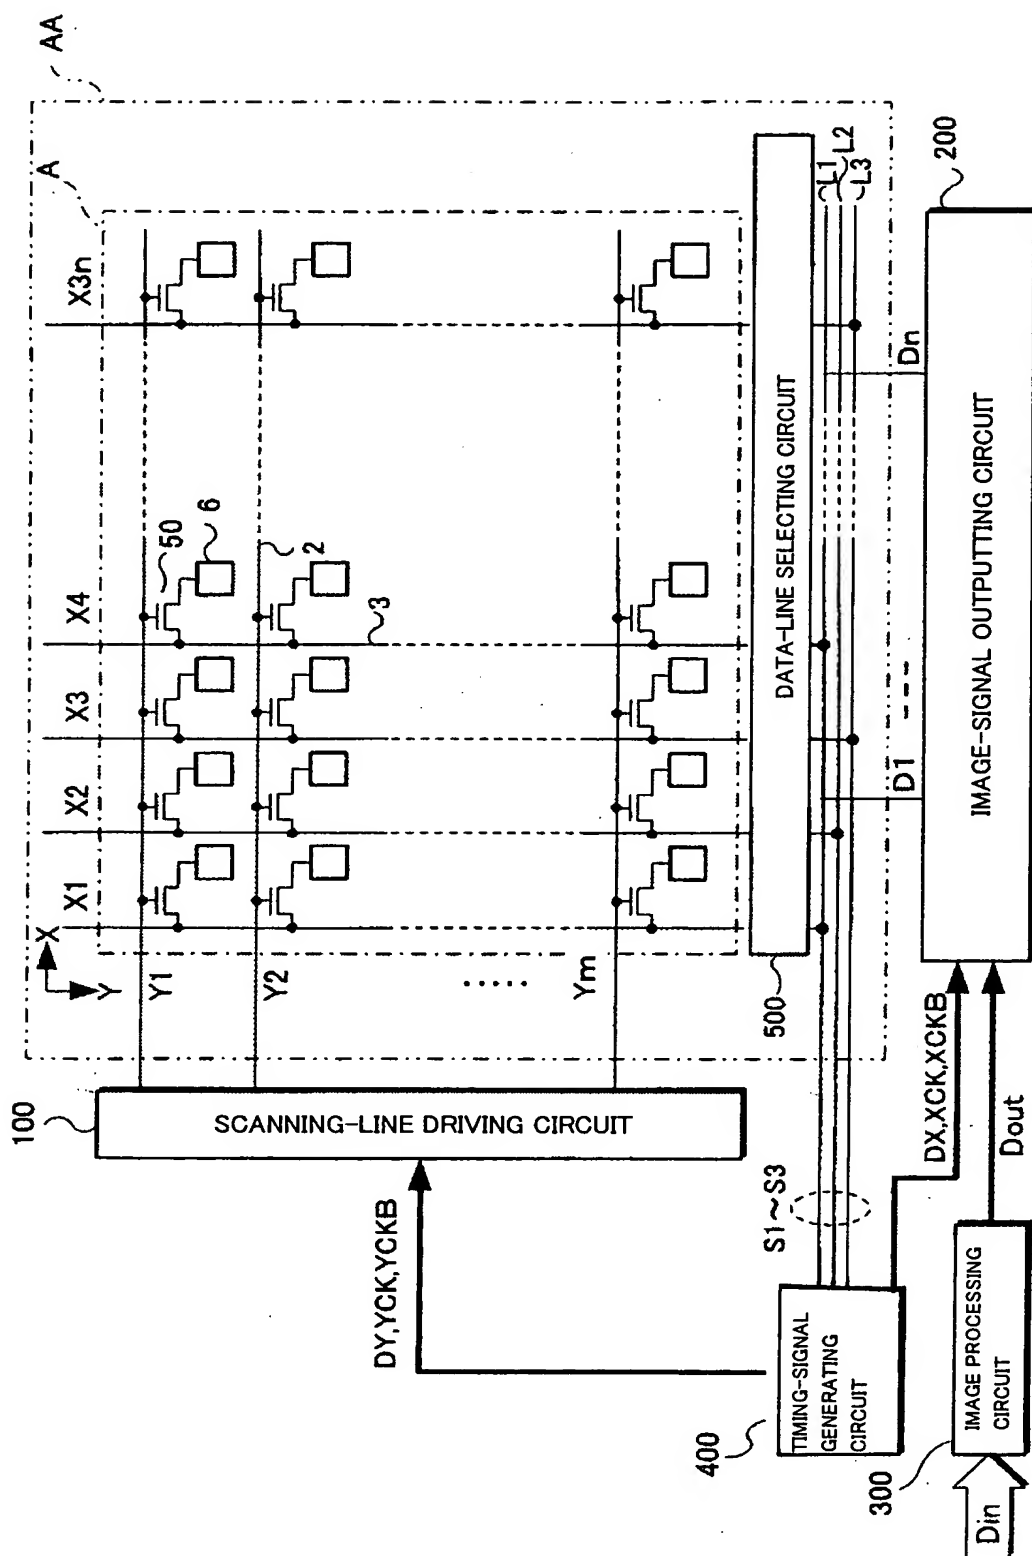 AA
A
X
Y
X1
X2
X3
X4
X3n
Y1
Y2
.....
Ym
50
6
2
3
100
SCANNING-LINE DRIVING CIRCUIT
500
DATA-LINE SELECTING CIRCUIT
L1
L2
L3
DY,YCK,YCKB
S1~S3
D1
Dn
200
IMAGE-SIGNAL OUTPUTTING CIRCUIT
DX,XCK,XCKB
Dout
400
TIMING-SIGNAL
GENERATING
CIRCUIT
300
IMAGE PROCESSING
CIRCUIT
Din